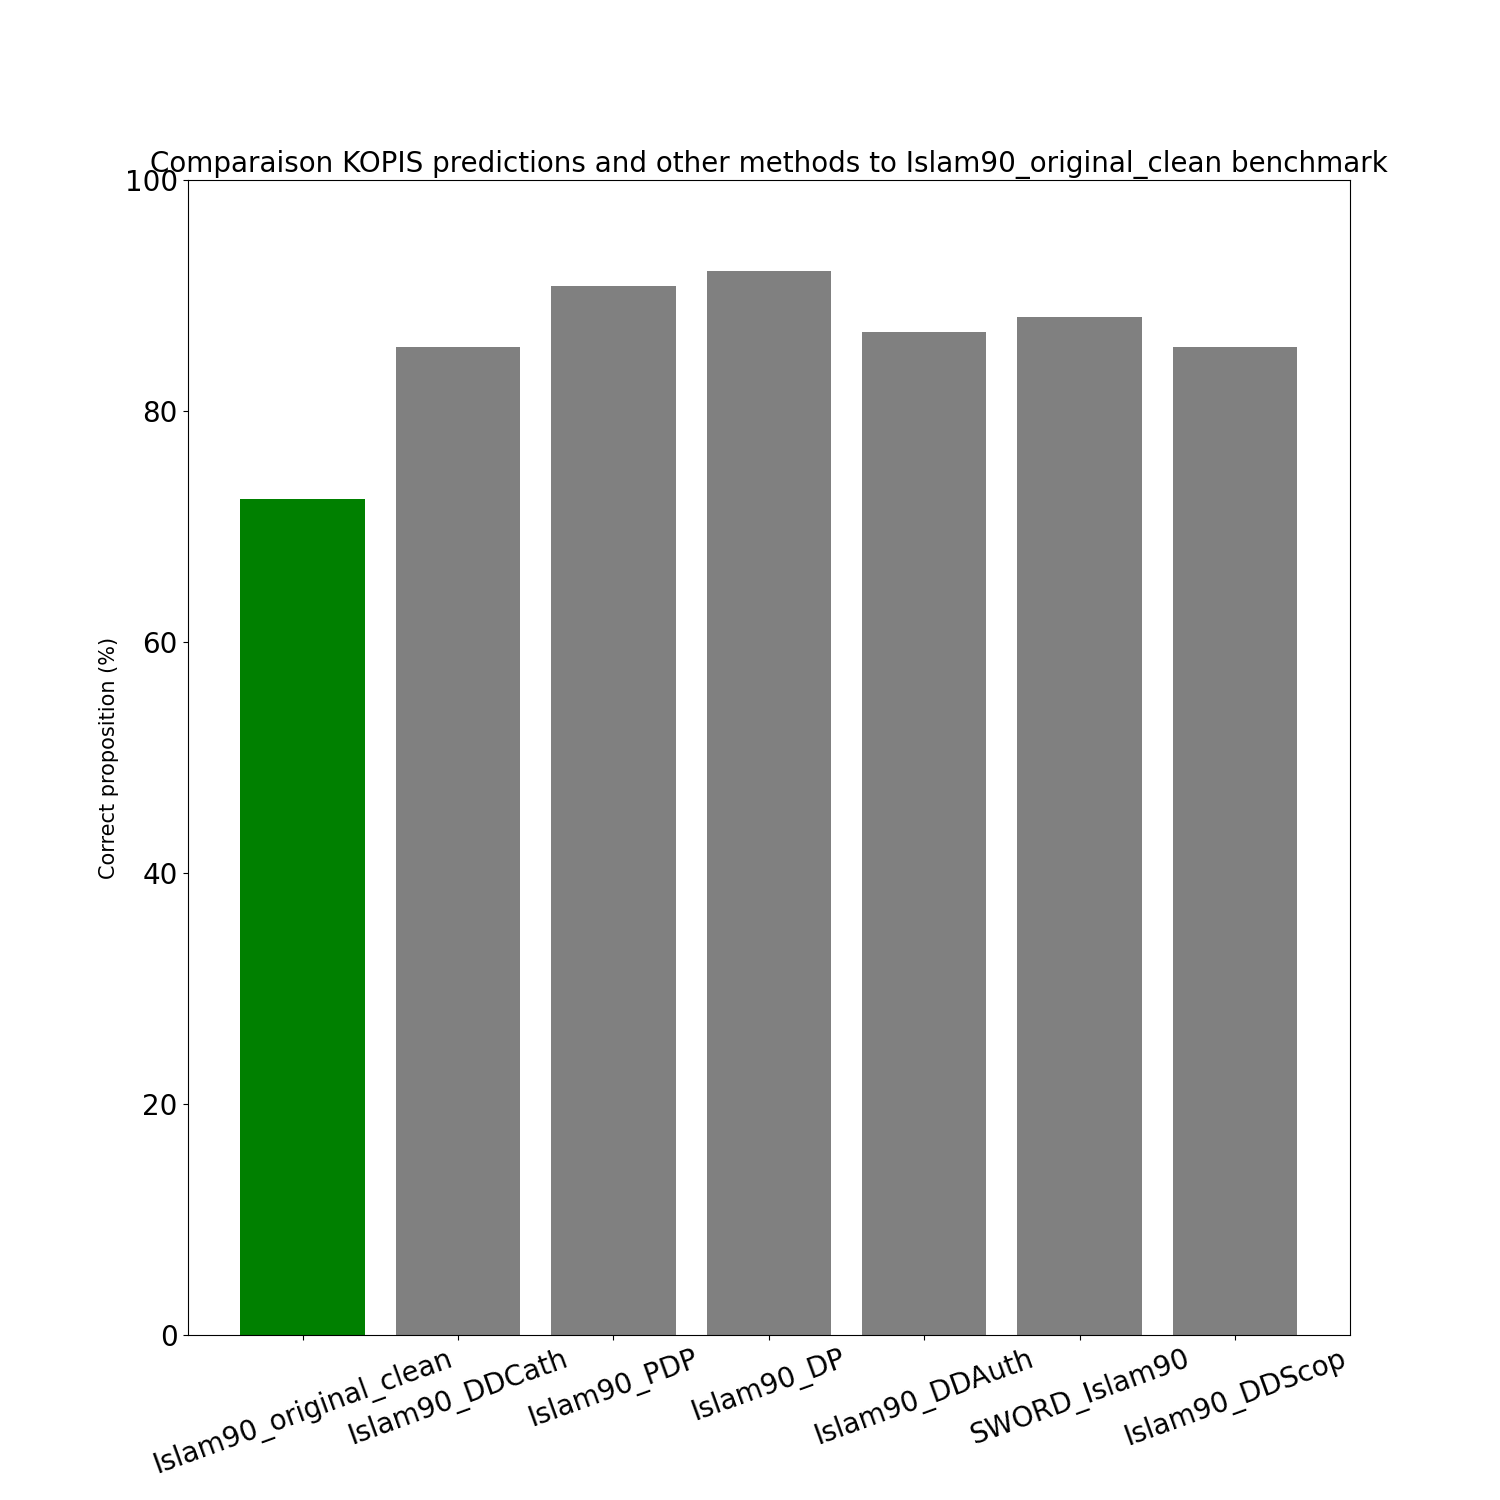 Comparaison KOPIS predictions and other methods to Islam90_original_clean benchmark
100
80
60
40
20
0
Correct proposition (%)
Islam90_original_clean
Islam90_DDCath
Islam90_PDP
Islam90_DP
Islam90_DDAuth
SWORD_Islam90
Islam90_DDScop